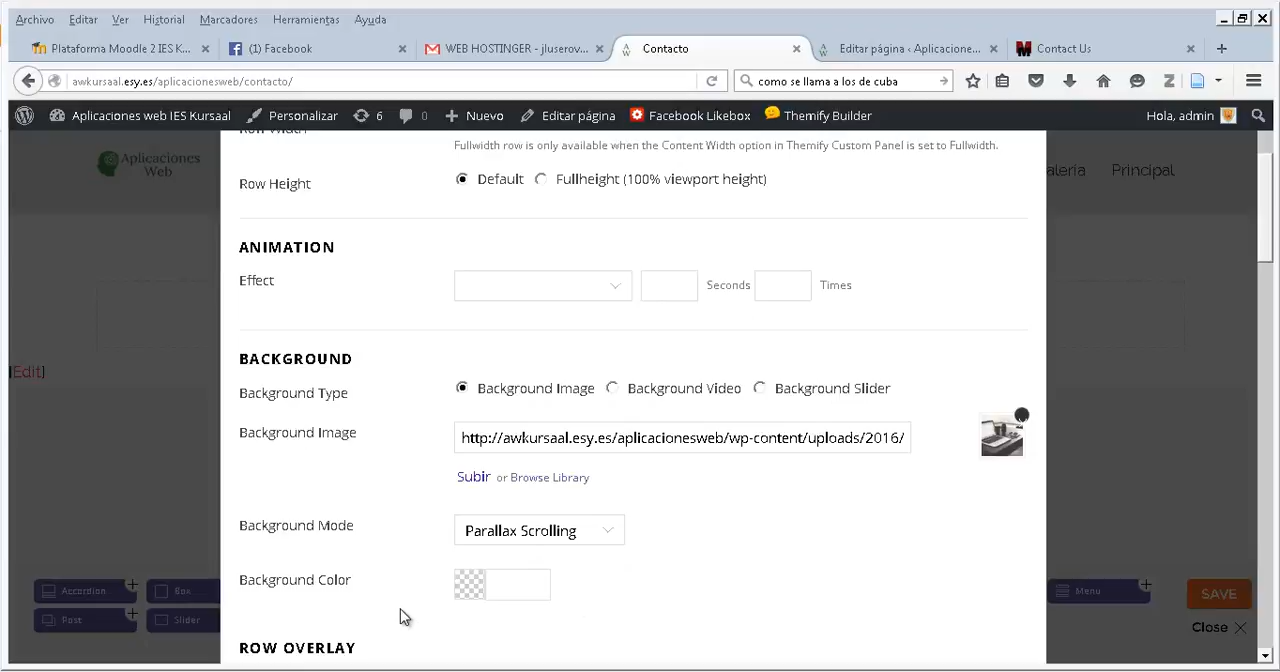 Archivo Editar Ver Historial Marcadores Herramientas Ayuda
Plataforma Moodle 2 IES K... × (1) Facebook × WEB HOSTINGER - jluserov... × Contacto × Editar página ‹ Aplicacione... × Contact Us ×
awkursaal.esy.es/aplicacionesweb/contacto/ como se llama a los de cuba
Aplicaciones web IES Kursaal Personalizar 6 0 Nuevo Editar página Facebook Likebox Themify Builder Hola, admin
Row Width
Fullwidth row is only available when the Content Width option in Themify Custom Panel is set to Fullwidth.
Aplicaciones
Web
Principal
Row Height Default Fullheight (100% viewport height)
ANIMATION
Effect Seconds Times
BACKGROUND
[Edit]
Background Type Background Image Background Video Background Slider
Background Image http://awkursaal.esy.es/aplicacionesweb/wp-content/uploads/2016/
Subir or Browse Library
Background Mode Parallax Scrolling
Background Color
Accordion Box Menu SAVE
Post Slider Close
ROW OVERLAY